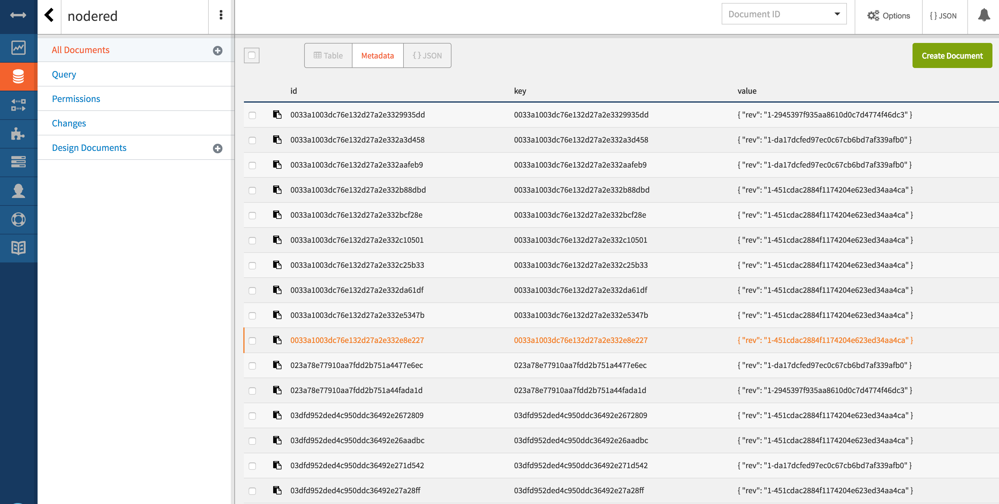 nodered
Document ID
Options
{ } JSON
All Documents
Query
Permissions
Changes
Design Documents
Table Metadata { } JSON
Create Document
id key value
0033a1003dc76e132d27a2e3329935dd 0033a1003dc76e132d27a2e3329935dd { "rev": "1-2945397f935aa8610d0c7d4774f46dc3" }
0033a1003dc76e132d27a2e332a3d458 0033a1003dc76e132d27a2e332a3d458 { "rev": "1-da17dcfed97ec0c67cb6bd7af339afb0" }
0033a1003dc76e132d27a2e332aafeb9 0033a1003dc76e132d27a2e332aafeb9 { "rev": "1-da17dcfed97ec0c67cb6bd7af339afb0" }
0033a1003dc76e132d27a2e332b88dbd 0033a1003dc76e132d27a2e332b88dbd { "rev": "1-451cdac2884f1174204e623ed34aa4ca" }
0033a1003dc76e132d27a2e332bcf28e 0033a1003dc76e132d27a2e332bcf28e { "rev": "1-451cdac2884f1174204e623ed34aa4ca" }
0033a1003dc76e132d27a2e332c10501 0033a1003dc76e132d27a2e332c10501 { "rev": "1-451cdac2884f1174204e623ed34aa4ca" }
0033a1003dc76e132d27a2e332c25b33 0033a1003dc76e132d27a2e332c25b33 { "rev": "1-451cdac2884f1174204e623ed34aa4ca" }
0033a1003dc76e132d27a2e332da61df 0033a1003dc76e132d27a2e332da61df { "rev": "1-451cdac2884f1174204e623ed34aa4ca" }
0033a1003dc76e132d27a2e332e5347b 0033a1003dc76e132d27a2e332e5347b { "rev": "1-451cdac2884f1174204e623ed34aa4ca" }
0033a1003dc76e132d27a2e332e8e227 0033a1003dc76e132d27a2e332e8e227 { "rev": "1-451cdac2884f1174204e623ed34aa4ca" }
023a78e77910aa7fdd2b751a4477e6ec 023a78e77910aa7fdd2b751a4477e6ec { "rev": "1-da17dcfed97ec0c67cb6bd7af339afb0" }
023a78e77910aa7fdd2b751a44fada1d 023a78e77910aa7fdd2b751a44fada1d { "rev": "1-2945397f935aa8610d0c7d4774f46dc3" }
03dfd952ded4c950ddc36492e2672809 03dfd952ded4c950ddc36492e2672809 { "rev": "1-451cdac2884f1174204e623ed34aa4ca" }
03dfd952ded4c950ddc36492e26aadbc 03dfd952ded4c950ddc36492e26aadbc { "rev": "1-451cdac2884f1174204e623ed34aa4ca" }
03dfd952ded4c950ddc36492e271d542 03dfd952ded4c950ddc36492e271d542 { "rev": "1-da17dcfed97ec0c67cb6bd7af339afb0" }
03dfd952ded4c950ddc36492e27a28ff 03dfd952ded4c950ddc36492e27a28ff { "rev": "1-451cdac2884f1174204e623ed34aa4ca" }